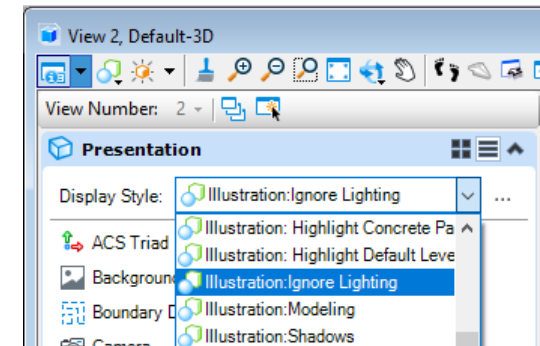 View 2, Default-3D
View Number: 2
Presentation
Display Style: Illustration:Ignore Lighting ...
Illustration: Highlight Concrete Pa
ACS Triad
Illustration: Highlight Default Leve
Background
Illustration:Ignore Lighting
Boundary D
Illustration:Modeling
Illustration:Shadows